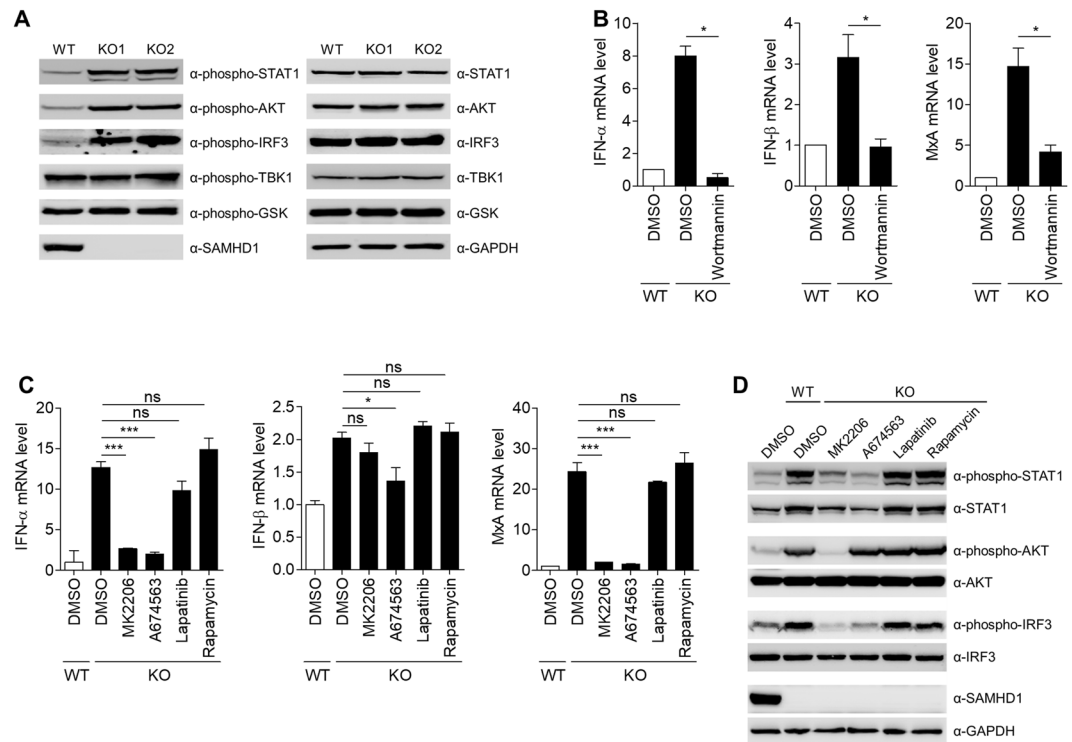 A
WT KO1 KO2
α-phospho-STAT1
α-phospho-AKT
α-phospho-IRF3
α-phospho-TBK1
α-phospho-GSK
α-SAMHD1
α-STAT1
α-AKT
α-IRF3
α-TBK1
α-GSK
α-GAPDH
B
IFN-α mRNA level
10
8
6
4
2
0
*
DMSO
DMSO
Wortmannin
WT
KO
IFN-β mRNA level
4
3
2
1
0
*
DMSO
DMSO
Wortmannin
WT
KO
MxA mRNA level
20
15
10
5
0
*
DMSO
DMSO
Wortmannin
WT
KO
C
IFN-α mRNA level
20
15
10
5
0
ns
ns
***
***
DMSO
DMSO
MK2206
A674563
Lapatinib
Rapamycin
WT
KO
IFN-β mRNA level
2.5
2.0
1.5
1.0
0.5
0.0
ns
ns
*
ns
DMSO
DMSO
MK2206
A674563
Lapatinib
Rapamycin
WT
KO
MxA mRNA level
40
30
20
10
0
ns
ns
***
***
DMSO
DMSO
MK2206
A674563
Lapatinib
Rapamycin
WT
KO
D
WT KO
DMSO
DMSO
MK2206
A674563
Lapatinib
Rapamycin
α-phospho-STAT1
α-STAT1
α-phospho-AKT
α-AKT
α-phospho-IRF3
α-IRF3
α-SAMHD1
α-GAPDH